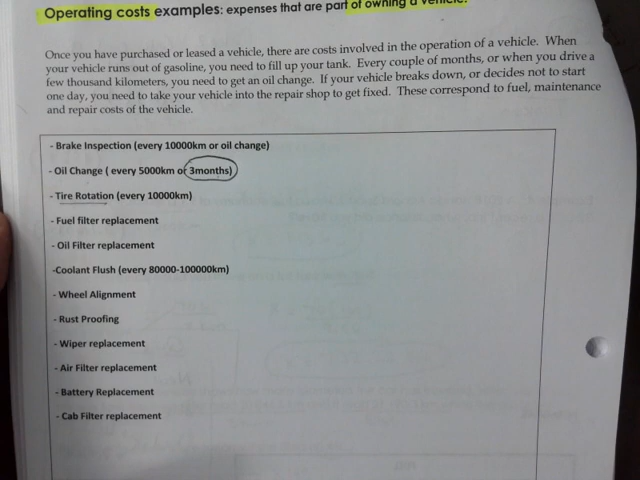 Operating costs examples: expenses that are part of owning a vehicle.
Once you have purchased or leased a vehicle, there are costs involved in the operation of a vehicle. When
your vehicle runs out of gasoline, you need to fill up your tank. Every couple of months, or when you drive a
few thousand kilometers, you need to get an oil change. If your vehicle breaks down, or decides not to start
one day, you need to take your vehicle into the repair shop to get fixed. These correspond to fuel, maintenance
and repair costs of the vehicle.
- Brake Inspection (every 10000km or oil change)
- Oil Change ( every 5000km or 3months)
- Tire Rotation (every 10000km)
- Fuel filter replacement
- Oil Filter replacement
-Coolant Flush (every 80000-100000km)
- Wheel Alignment
- Rust Proofing
- Wiper replacement
- Air Filter replacement
- Battery Replacement
- Cab Filter replacement